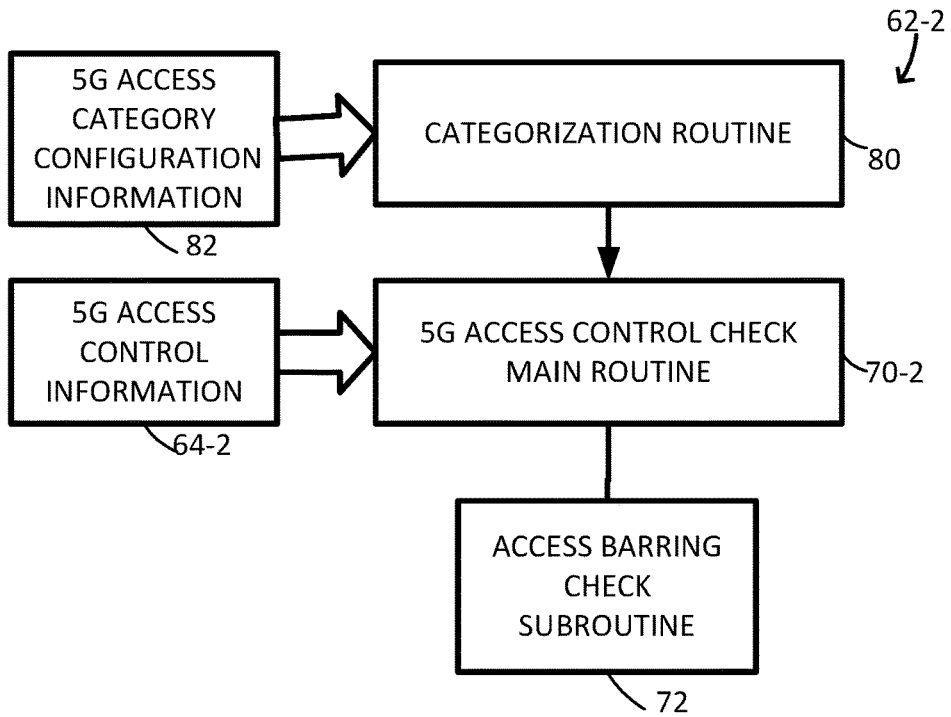 62-2
5G ACCESS
CATEGORY
CONFIGURATION
INFORMATION
82
CATEGORIZATION ROUTINE
80
5G ACCESS
CONTROL
INFORMATION
64-2
5G ACCESS CONTROL CHECK
MAIN ROUTINE
70-2
ACCESS BARRING
CHECK
SUBROUTINE
72